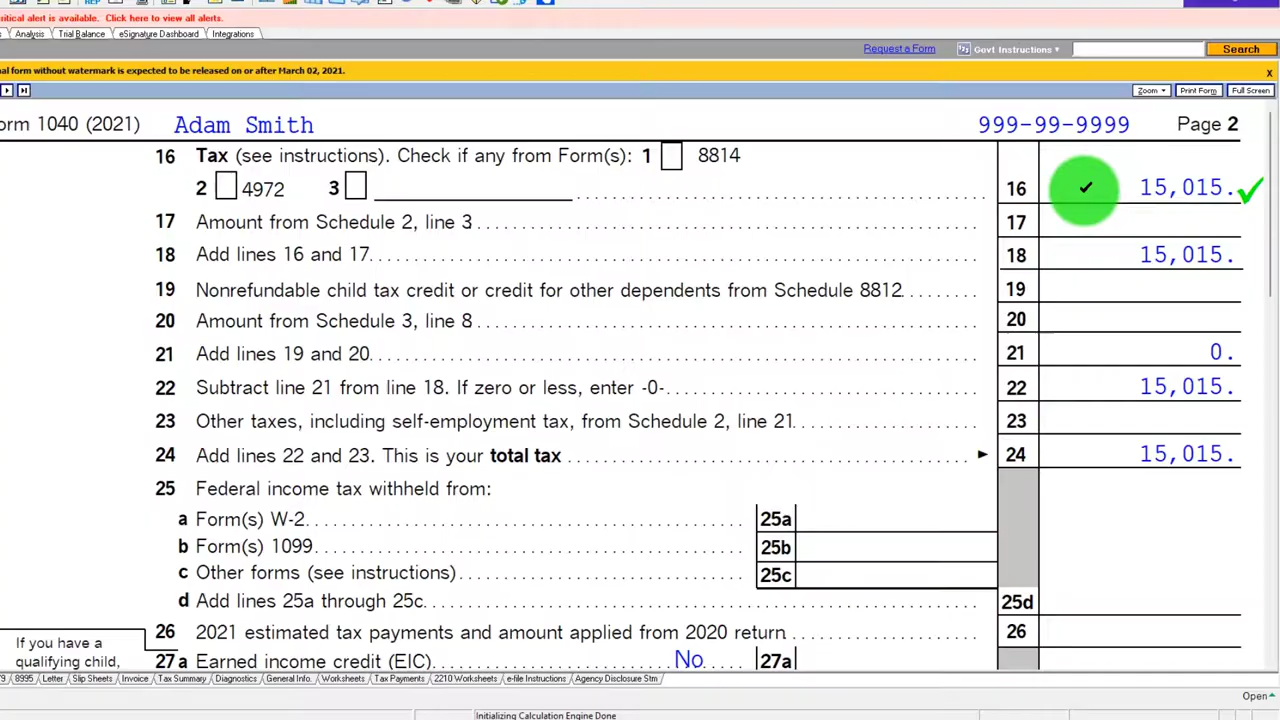 ritical alert is available. Click here to view all alerts.
Analysis Trial Balance eSignature Dashboard Integrations
Request a Form Govt Instructions Search
nal form without watermark is expected to be released on or after March 02, 2021. x
Zoom Print Form Full Screen
orm 1040 (2021) Adam Smith 999-99-9999 Page 2
16 Tax (see instructions). Check if any from Form(s): 1 8814
2 4972 3 16 15,015.
17 Amount from Schedule 2, line 3 17
18 Add lines 16 and 17 18 15,015.
19 Nonrefundable child tax credit or credit for other dependents from Schedule 8812 19
20 Amount from Schedule 3, line 8 20
21 Add lines 19 and 20 21 0.
22 Subtract line 21 from line 18. If zero or less, enter -0- 22 15,015.
23 Other taxes, including self-employment tax, from Schedule 2, line 21 23
24 Add lines 22 and 23. This is your total tax 24 15,015.
25 Federal income tax withheld from:
a Form(s) W-2 25a
b Form(s) 1099 25b
c Other forms (see instructions) 25c
d Add lines 25a through 25c 25d
26 2021 estimated tax payments and amount applied from 2020 return 26
If you have a
qualifying child,
27a Earned income credit (EIC) No 27a
79 8995 Letter Slip Sheets Invoice Tax Summary Diagnostics General Info. Worksheets Tax Payments 2210 Worksheets e-file Instructions Agency Disclosure Stm
Open
Initializing Calculation Engine Done